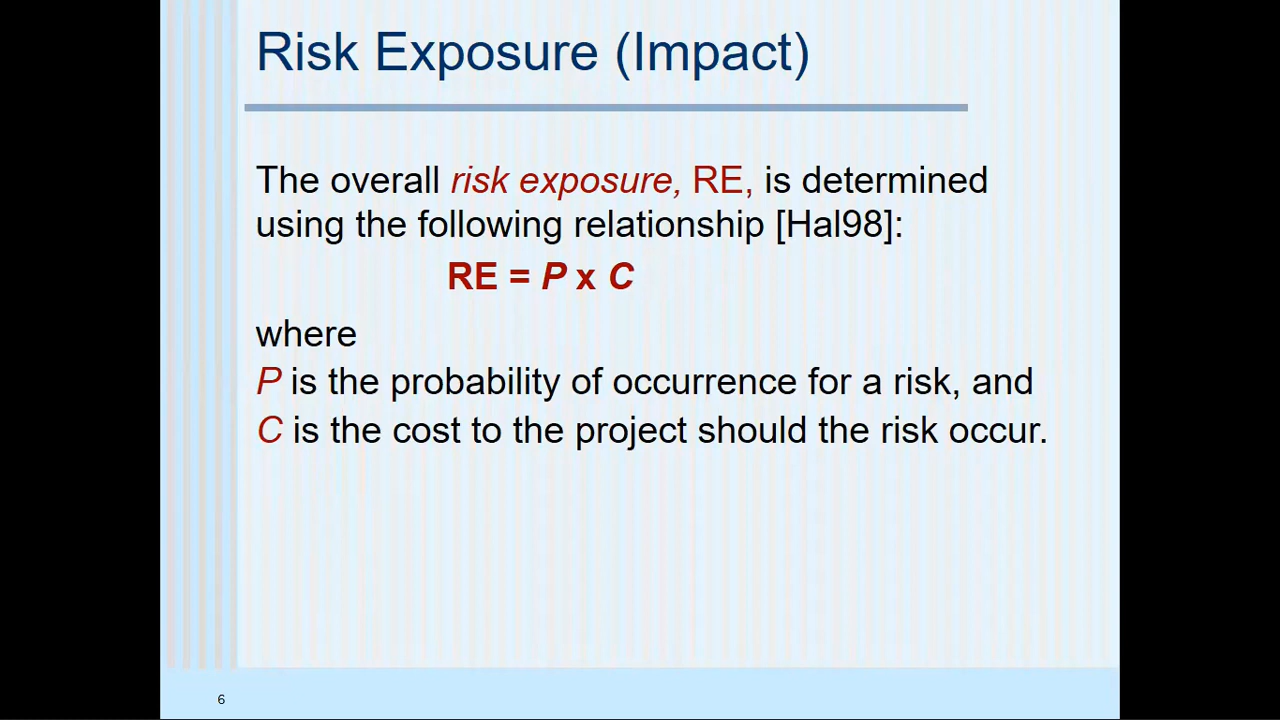 Risk Exposure (Impact)
The overall risk exposure, RE, is determined
using the following relationship [Hal98]:
RE = P x C
where
P is the probability of occurrence for a risk, and
C is the cost to the project should the risk occur.
6